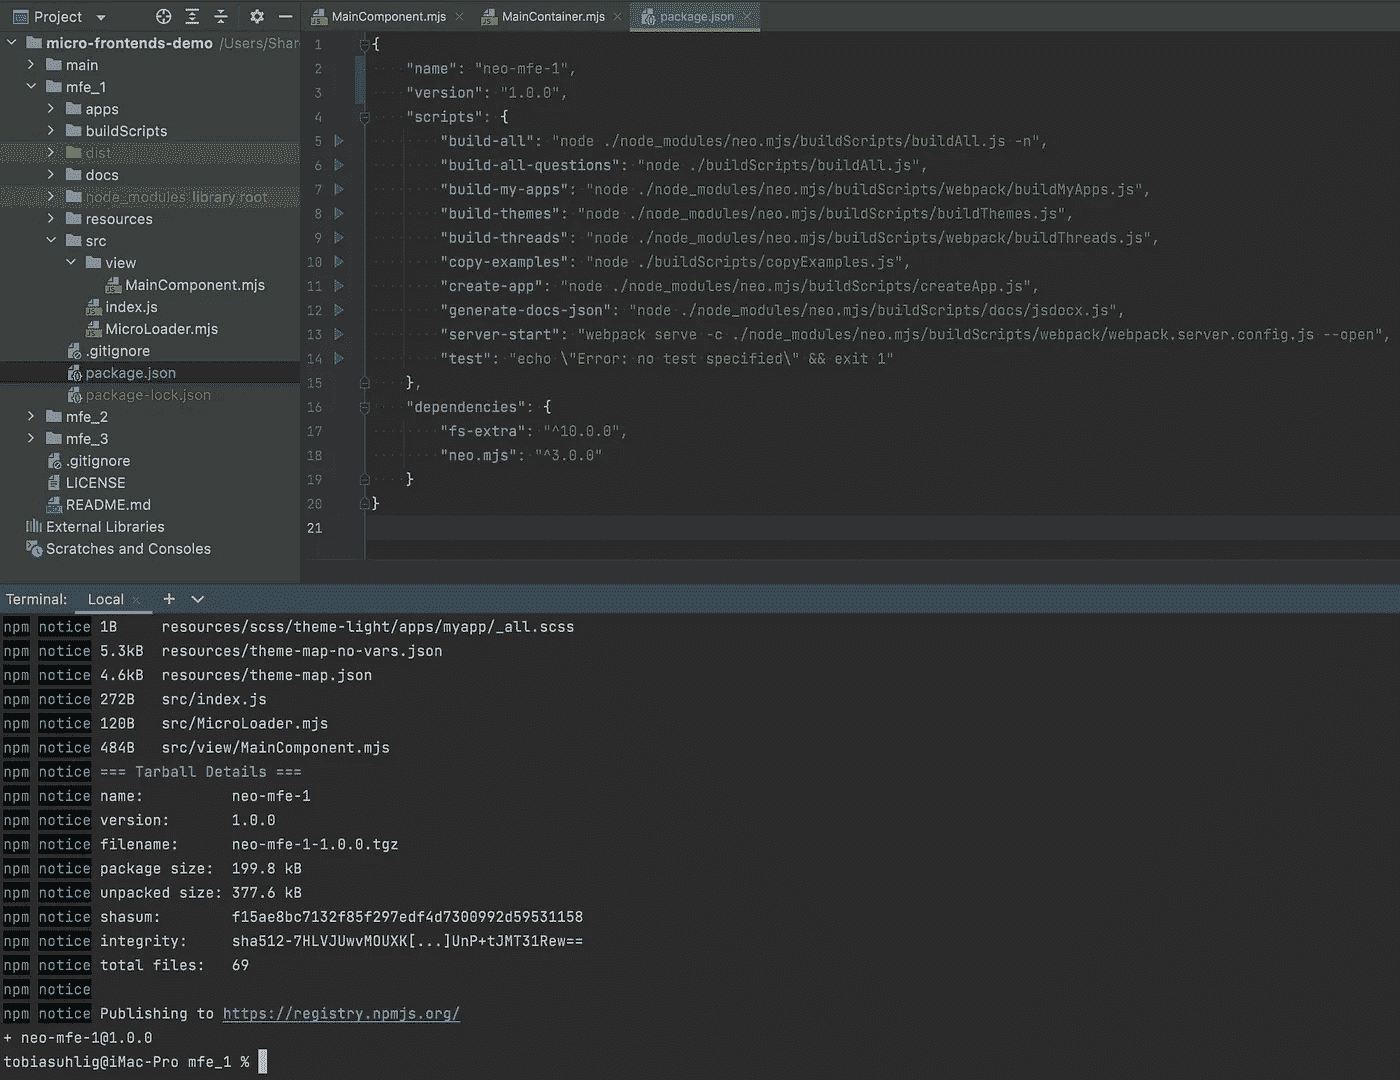 Project
MainComponent.mjs
MainContainer.mjs
package.json
micro-frontends-demo /Users/Shar
main
mfe_1
apps
buildScripts
dist
docs
node_modules library root
resources
src
view
MainComponent.mjs
index.js
MicroLoader.mjs
.gitignore
package.json
package-lock.json
mfe_2
mfe_3
.gitignore
LICENSE
README.md
External Libraries
Scratches and Consoles
1 {
2 "name": "neo-mfe-1",
3 "version": "1.0.0",
4 "scripts": {
5 "build-all": "node ./node_modules/neo.mjs/buildScripts/buildAll.js -n",
6 "build-all-questions": "node ./buildScripts/buildAll.js",
7 "build-my-apps": "node ./node_modules/neo.mjs/buildScripts/webpack/buildMyApps.js",
8 "build-themes": "node ./node_modules/neo.mjs/buildScripts/buildThemes.js",
9 "build-threads": "node ./node_modules/neo.mjs/buildScripts/webpack/buildThreads.js",
10 "copy-examples": "node ./buildScripts/copyExamples.js",
11 "create-app": "node ./node_modules/neo.mjs/buildScripts/createApp.js",
12 "generate-docs-json": "node ./node_modules/neo.mjs/buildScripts/docs/jsdocx.js",
13 "server-start": "webpack serve -c ./node_modules/neo.mjs/buildScripts/webpack/webpack.server.config.js --open",
14 "test": "echo \"Error: no test specified\" && exit 1"
15 },
16 "dependencies": {
17 "fs-extra": "^10.0.0",
18 "neo.mjs": "^3.0.0"
19 }
20 }
21
Terminal: Local
npm notice 1B resources/scss/theme-light/apps/myapp/_all.scss
npm notice 5.3kB resources/theme-map-no-vars.json
npm notice 4.6kB resources/theme-map.json
npm notice 272B src/index.js
npm notice 120B src/MicroLoader.mjs
npm notice 484B src/view/MainComponent.mjs
npm notice === Tarball Details ===
npm notice name: neo-mfe-1
npm notice version: 1.0.0
npm notice filename: neo-mfe-1-1.0.0.tgz
npm notice package size: 199.8 kB
npm notice unpacked size: 377.6 kB
npm notice shasum: f15ae8bc7132f85f297edf4d7300992d59531158
npm notice integrity: sha512-7HLVJUwvMOUXK[...]UnP+tJMT31Rew==
npm notice total files: 69
npm notice
npm notice Publishing to https://registry.npmjs.org/
+ neo-mfe-1@1.0.0
tobiasuhlig@iMac-Pro mfe_1 %